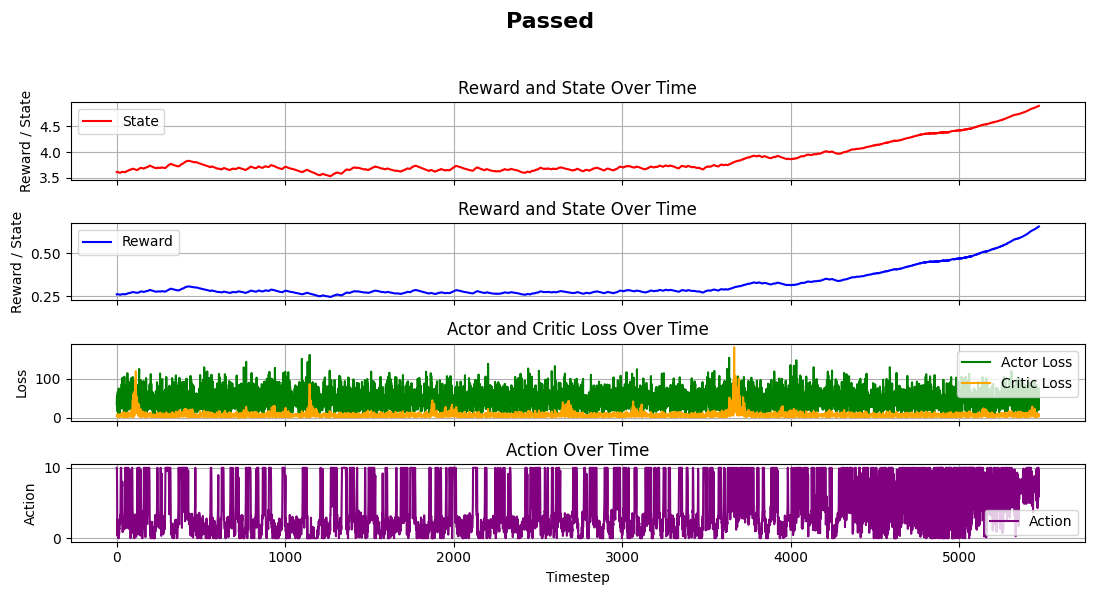 Passed
Reward and State Over Time
Reward / State
4.5
4.0
3.5
State
Reward and State Over Time
Reward / State
0.50
0.25
Reward
Actor and Critic Loss Over Time
Loss
100
0
Actor Loss
Critic Loss
Action Over Time
Action
10
0
Action
0 1000 2000 3000 4000 5000
Timestep